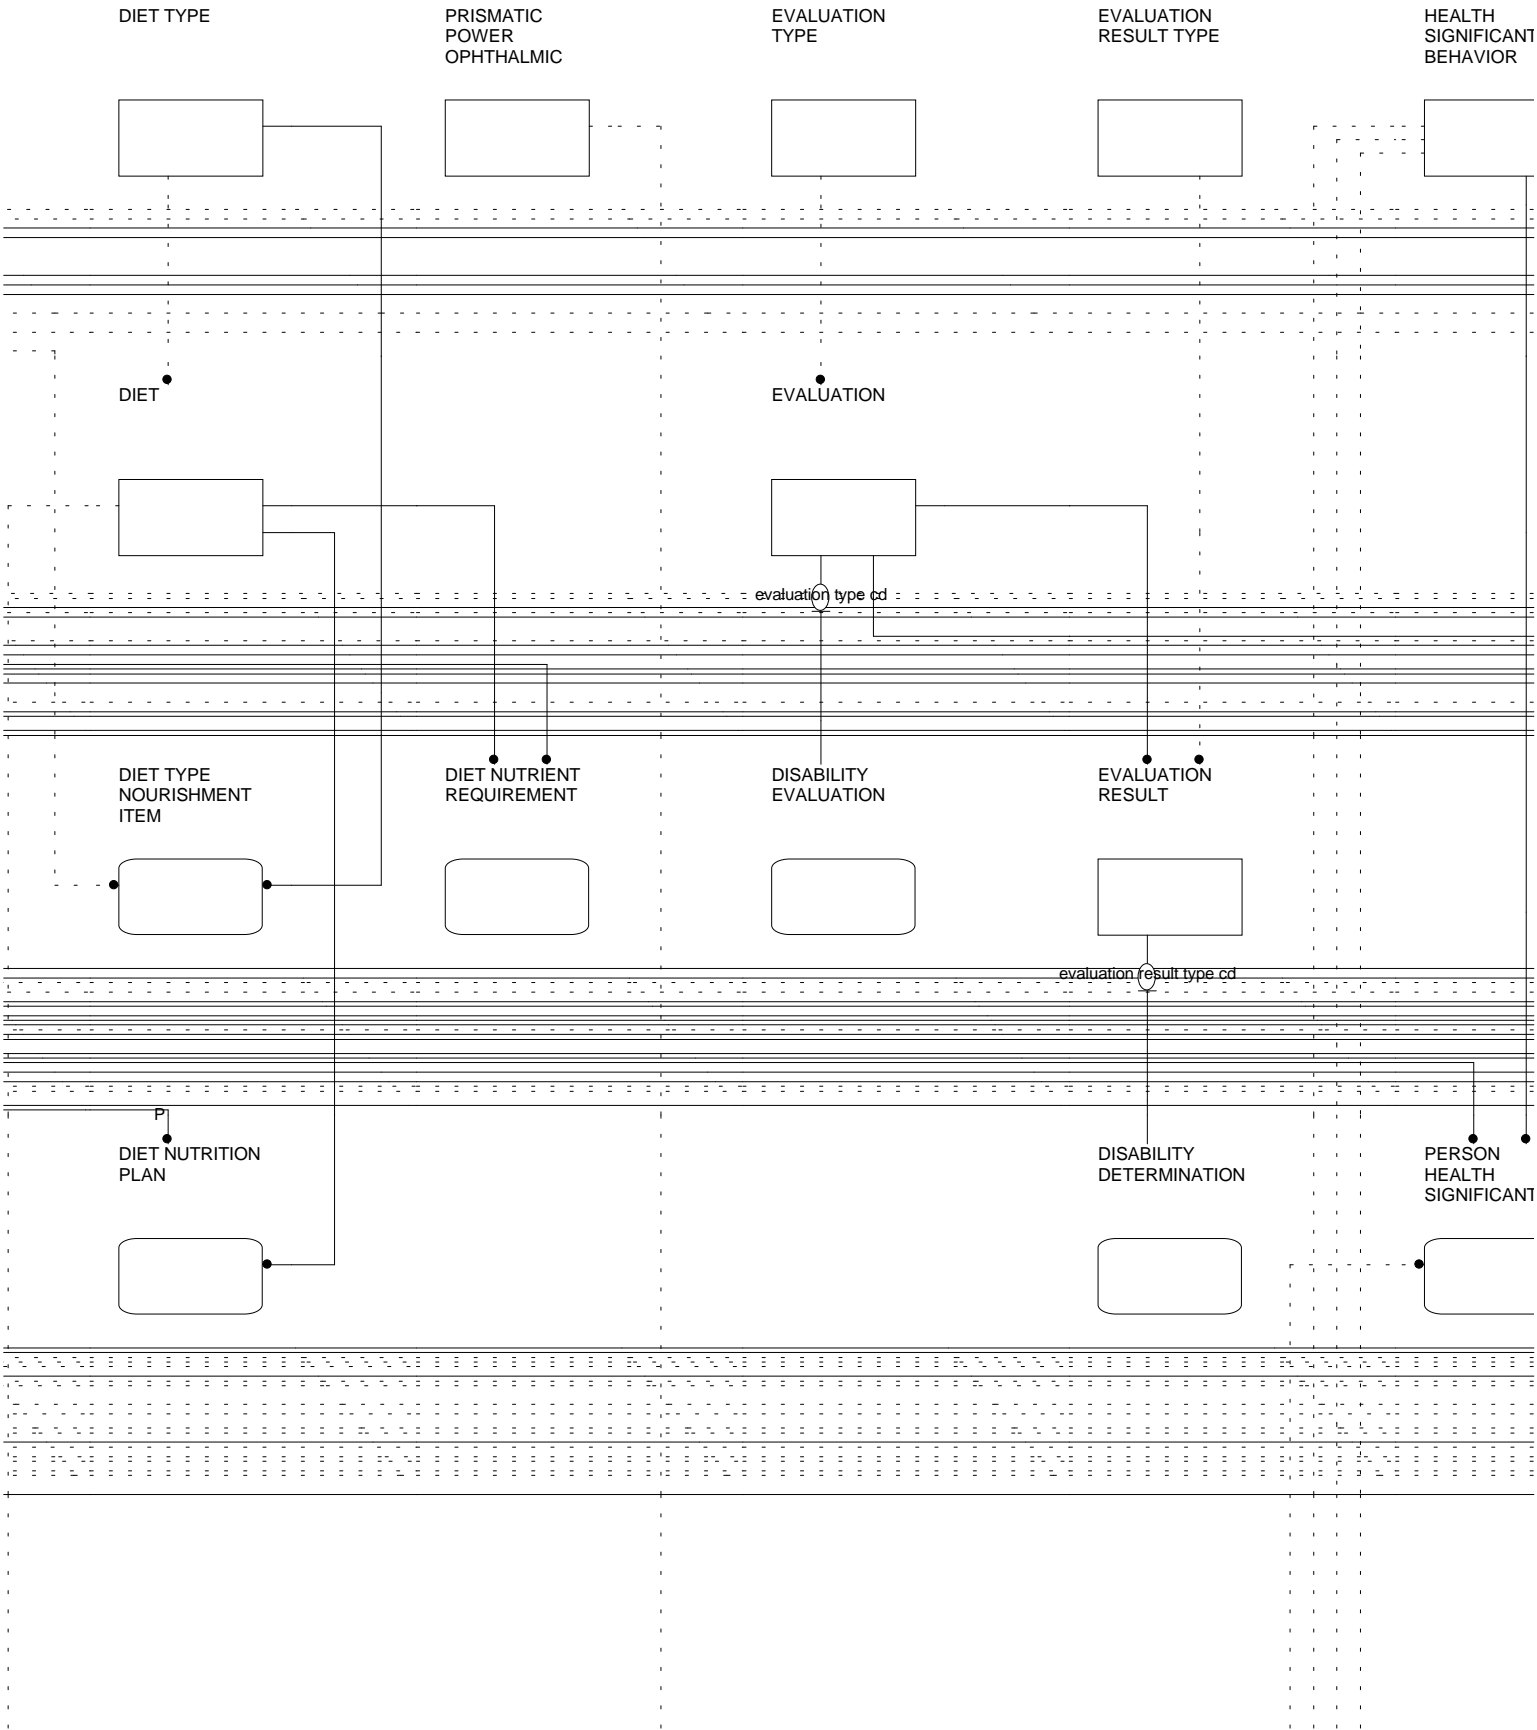 DIET TYPE
PRISMATIC
POWER
OPHTHALMIC
EVALUATION
TYPE
EVALUATION
RESULT TYPE
HEALTH
SIGNIFICANT
BEHAVIOR
DIET
EVALUATION
evaluation type cd
DIET TYPE
NOURISHMENT
ITEM
DIET NUTRIENT
REQUIREMENT
DISABILITY
EVALUATION
EVALUATION
RESULT
evaluation result type cd
P
DIET NUTRITION
PLAN
DISABILITY
DETERMINATION
PERSON
HEALTH
SIGNIFICANT